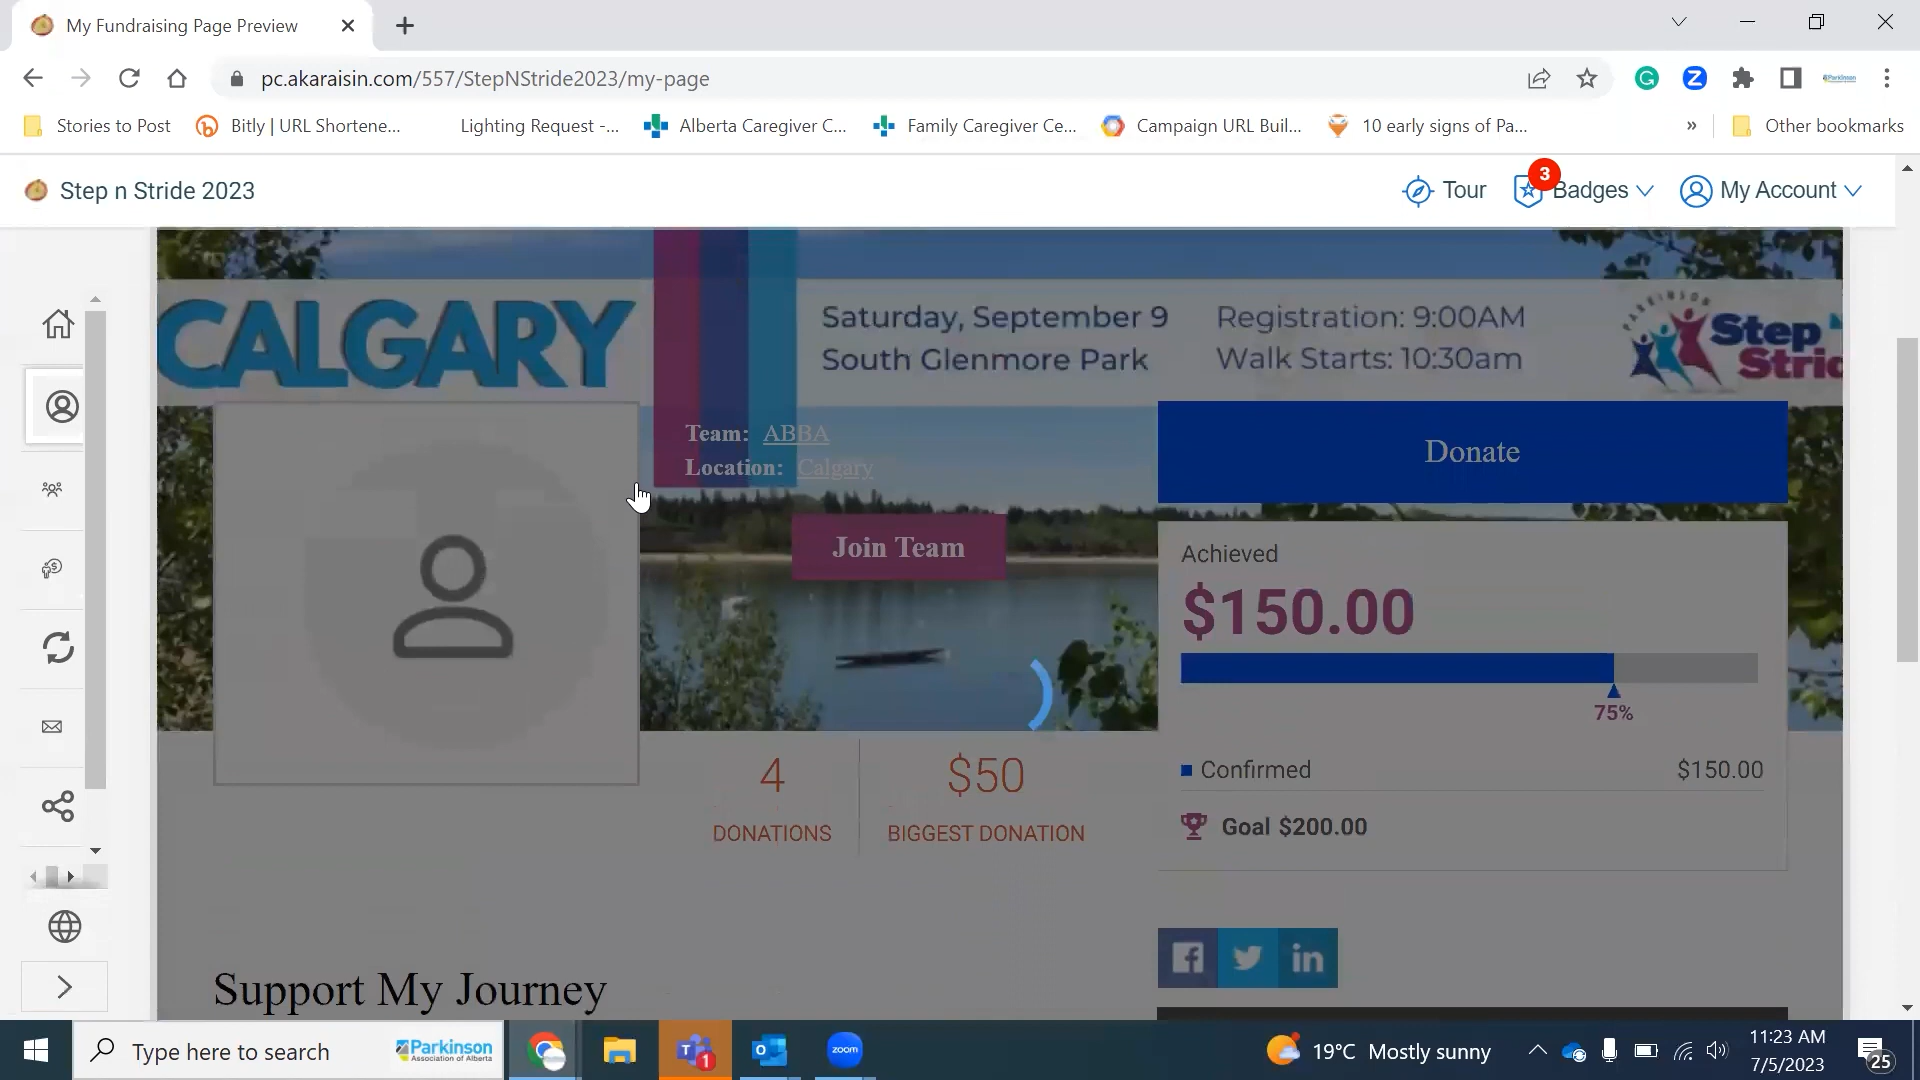 My Fundraising Page Preview
pc.akaraisin.com/557/StepNStride2023/my-page
Stories to Post
Bitly | URL Shortene...
Lighting Request -...
Alberta Caregiver C...
Family Caregiver Ce...
Campaign URL Buil...
10 early signs of Pa...
»
Other bookmarks
Step n Stride 2023
Tour
3
Badges
My Account
CALGARY
Saturday, September 9
South Glenmore Park
Registration: 9:00AM
Walk Starts: 10:30am
PARKINSON
Step
Stri
Team: ABBA
Location: Calgary
Join Team
Donate
Achieved
$150.00
75%
Confirmed $150.00
Goal $200.00
4
DONATIONS
$50
BIGGEST DONATION
Support My Journey
Type here to search
Parkinson
Association of Alberta
1
zoom
19°C Mostly sunny
11:23 AM
7/5/2023
25